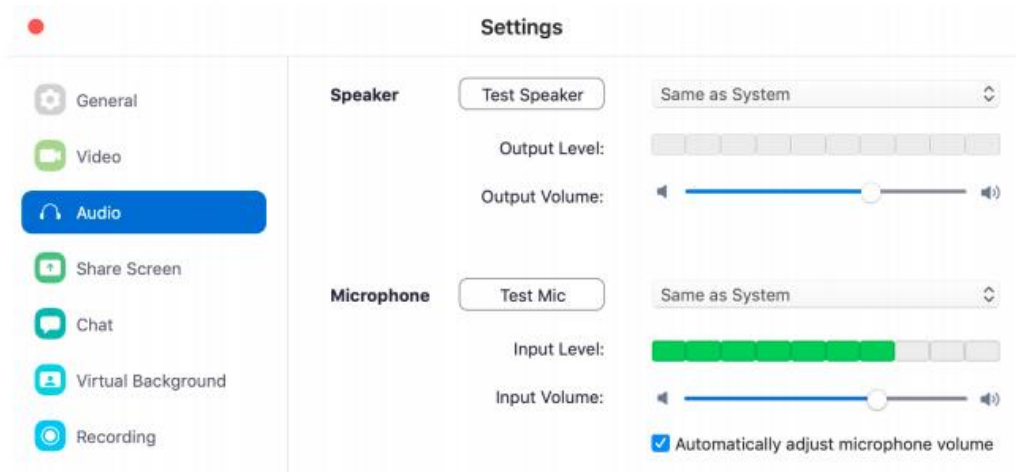 Settings
General
Video
Audio
Share Screen
Chat
Virtual Background
Recording
Speaker Test Speaker Same as System
Output Level:
Output Volume:
Microphone Test Mic Same as System
Input Level:
Input Volume:
Automatically adjust microphone volume